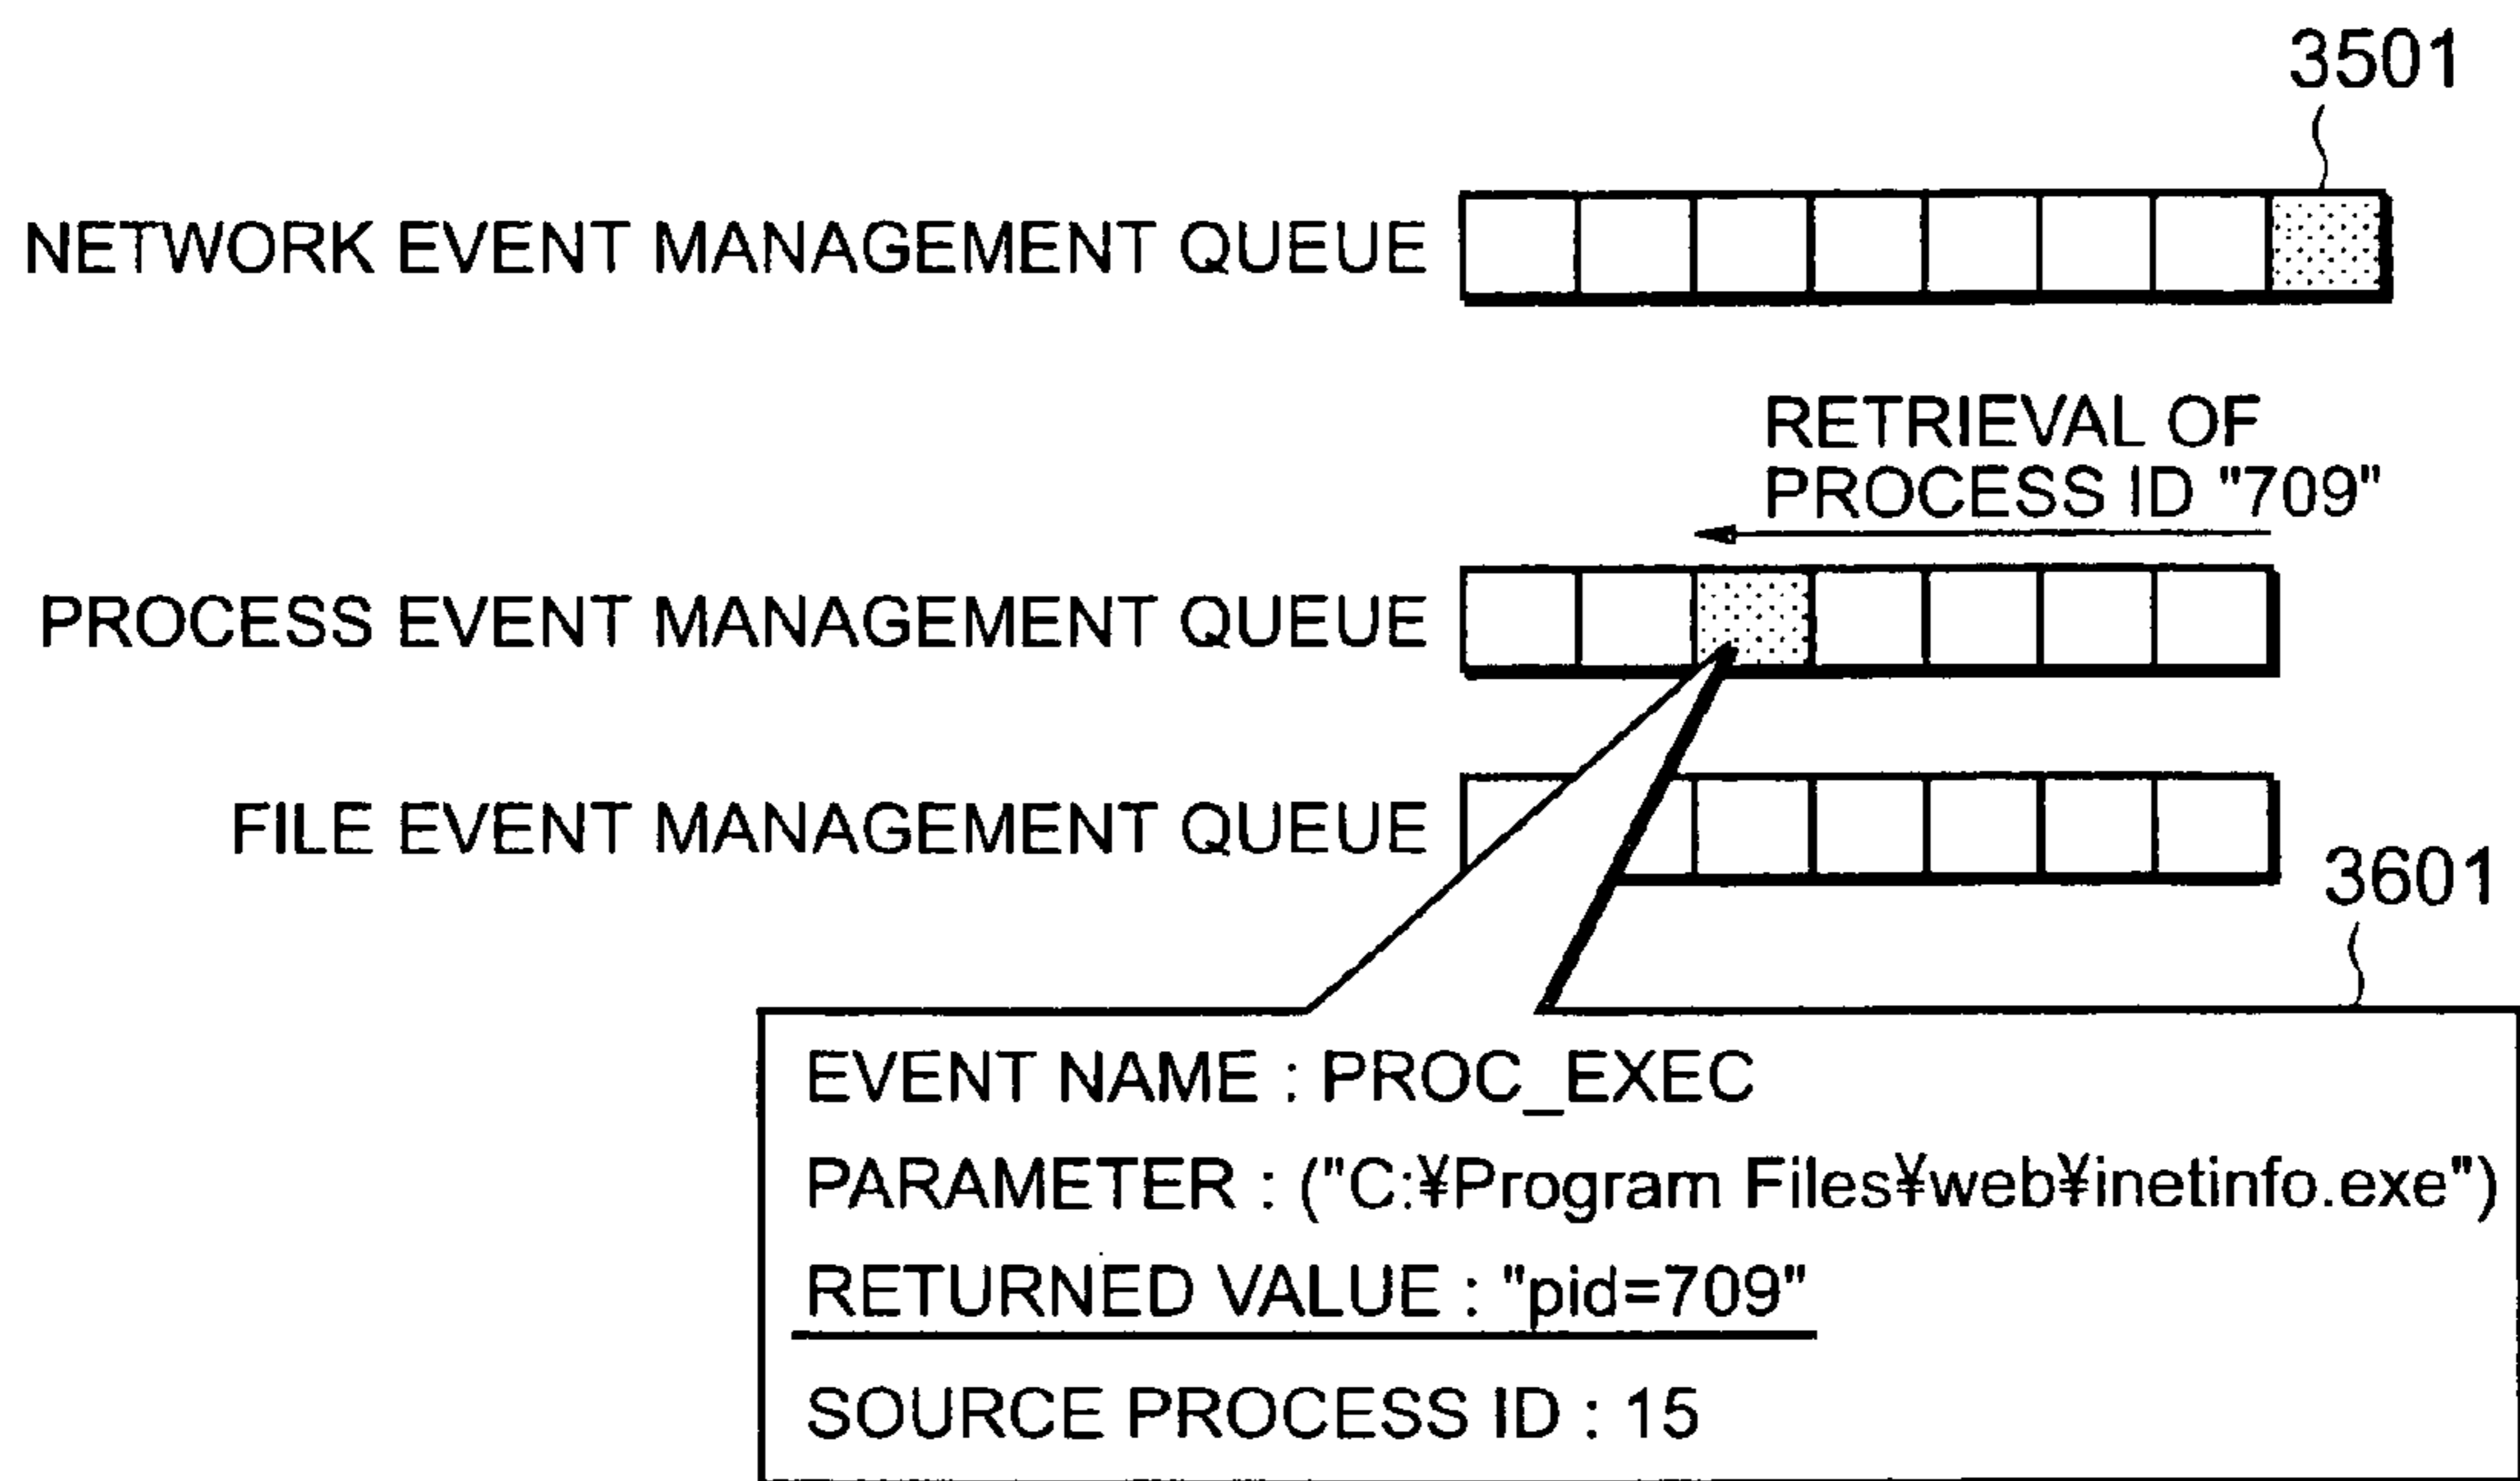 3501
NETWORK EVENT MANAGEMENT QUEUE
RETRIEVAL OF
PROCESS ID "709"
PROCESS EVENT MANAGEMENT QUEUE
FILE EVENT MANAGEMENT QUEUE
3601
EVENT NAME : PROC_EXEC
PARAMETER : ("C:¥Program Files¥web¥inetinfo.exe")
RETURNED VALUE : "pid=709"
SOURCE PROCESS ID : 15